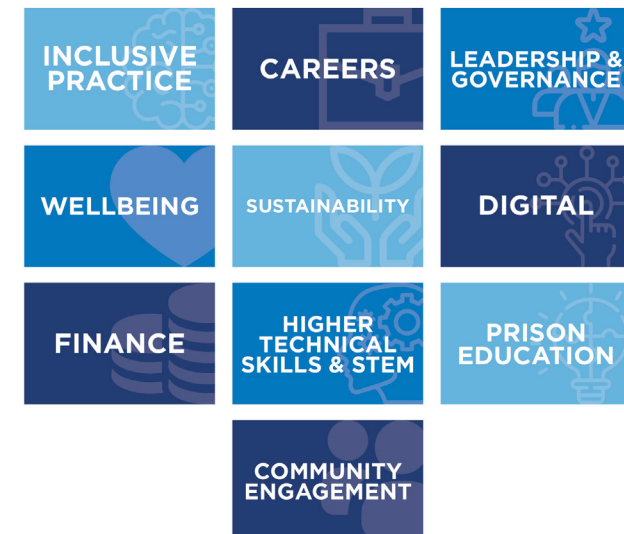 INCLUSIVE
PRACTICE
CAREERS
LEADERSHIP &
GOVERNANCE
WELLBEING
SUSTAINABILITY
DIGITAL
FINANCE
HIGHER
TECHNICAL
SKILLS & STEM
PRISON
EDUCATION
COMMUNITY
ENGAGEMENT